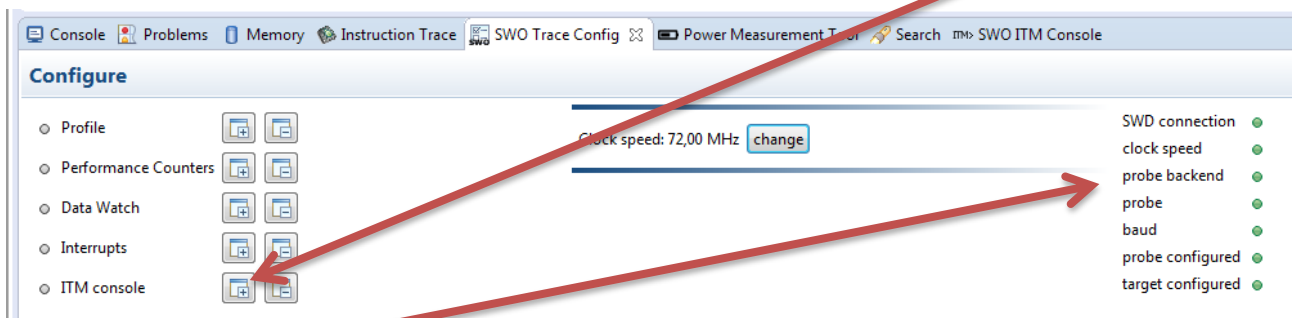 Console Problems Memory Instruction Trace SWO SWO Trace Config Power Measurement Tool Search ITM> SWO ITM Console
Configure
Profile
Performance Counters
Data Watch
Interrupts
ITM console
Clock speed: 72,00 MHz change
SWD connection
clock speed
probe backend
probe
baud
probe configured
target configured